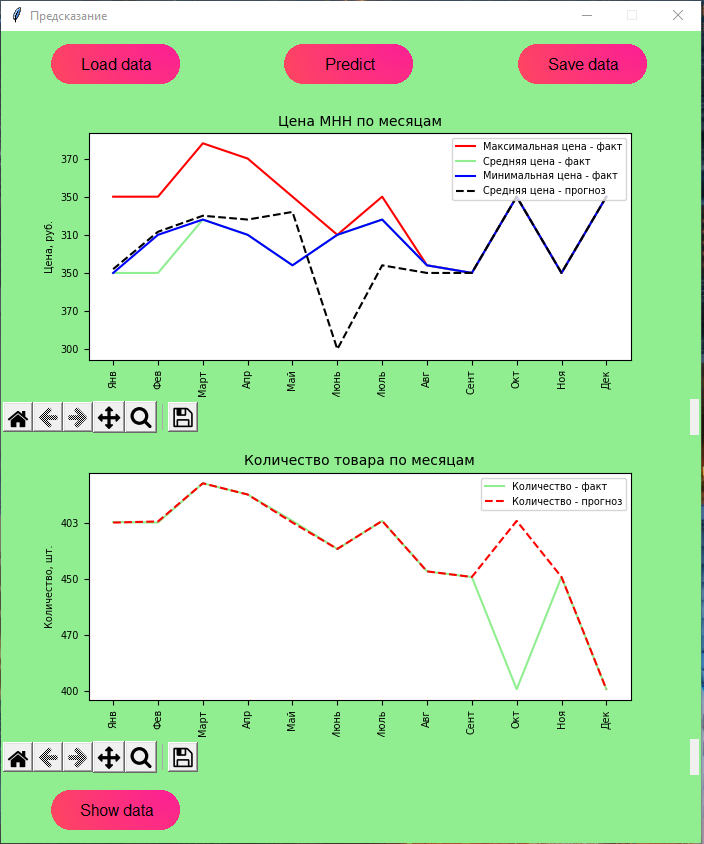 Предсказание
Load data
Predict
Save data
Цена МНН по месяцам
Максимальная цена - факт
Средняя цена - факт
Минимальная цена - факт
Средняя цена - прогноз
Цена, руб.
370
350
310
350
370
300
Янв
Фев
Март
Апр
Май
Июнь
Июль
Авг
Сент
Окт
Ноя
Дек
Количество товара по месяцам
Количество - факт
Количество - прогноз
Количество, шт.
403
450
470
400
Янв
Фев
Март
Апр
Май
Июнь
Июль
Авг
Сент
Окт
Ноя
Дек
Show data